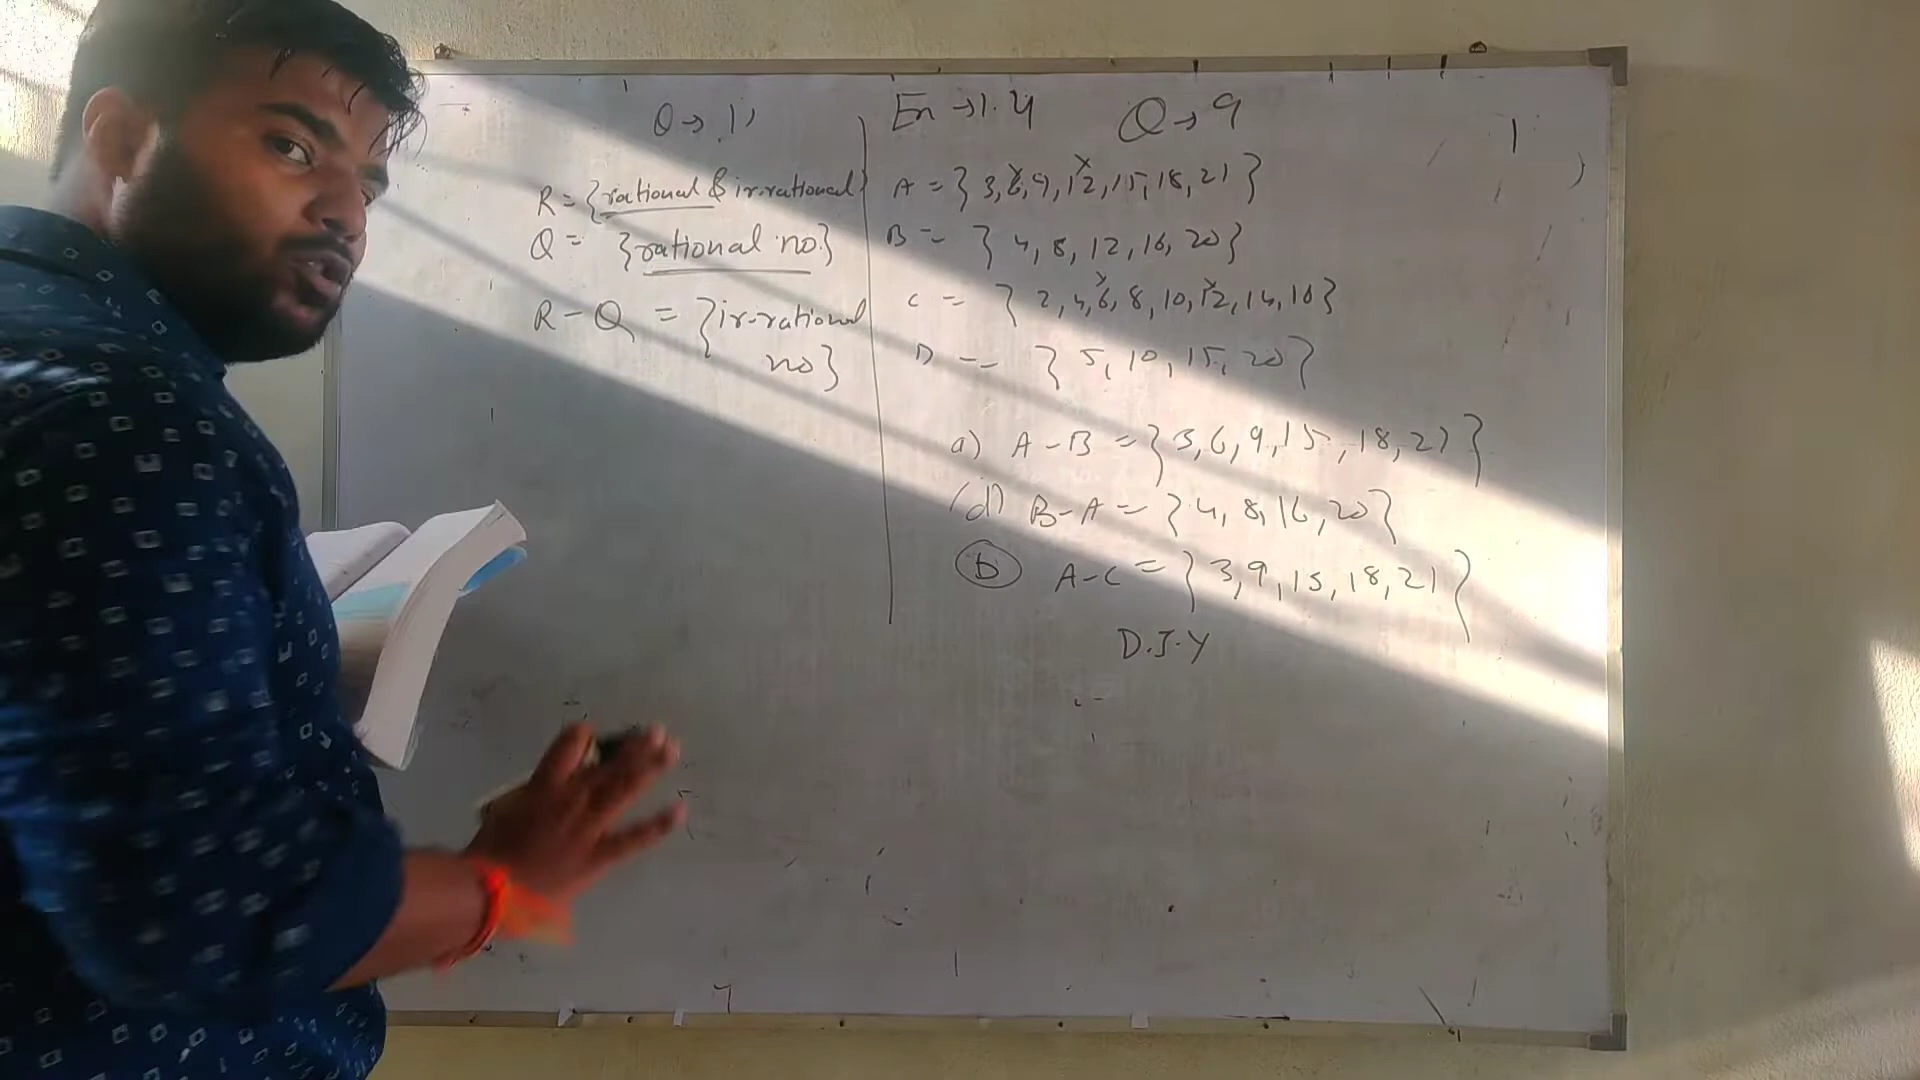 Q → 11
R = {rational & ir-rational}
Q = {rational no.}
R - Q = {ir-rational
no}
Ex → 1.4 Q → 9
A = {3, 6, 9, 12, 15, 18, 21}
B = {4, 8, 12, 16, 20}
C = {2, 4, 6, 8, 10, 12, 14, 16}
D = {5, 10, 15, 20}
a) A - B = {3, 6, 9, 15, 18, 21}
(d) B - A = {4, 8, 16, 20}
(b) A - C = {3, 9, 15, 18, 21}
D.I.Y